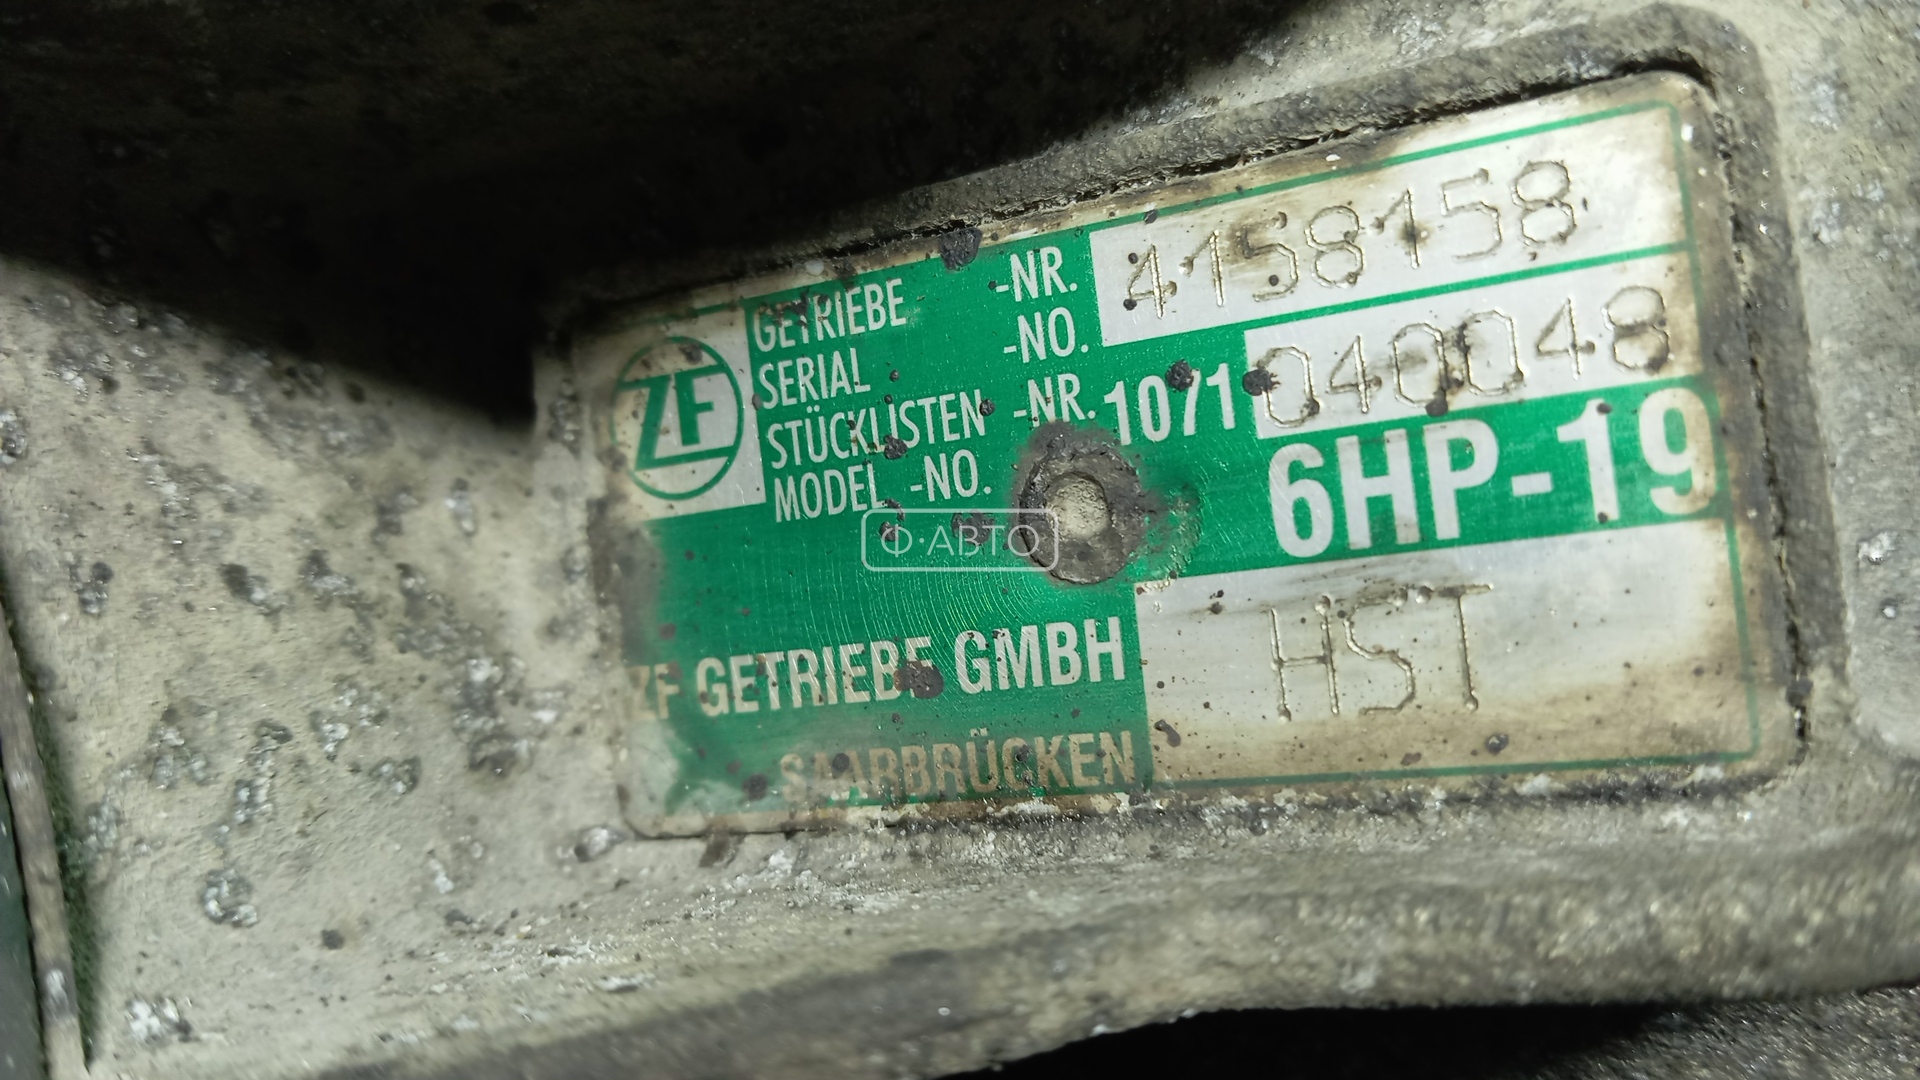 ZF
GETRIEBE -NR. 4158158
SERIAL -NO.
STÜCKLISTEN -NR. 1071 040048
MODEL -NO.
6HP-19
Ф·АВТО
ZF GETRIEBE GMBH
HST
SAARBRÜCKEN